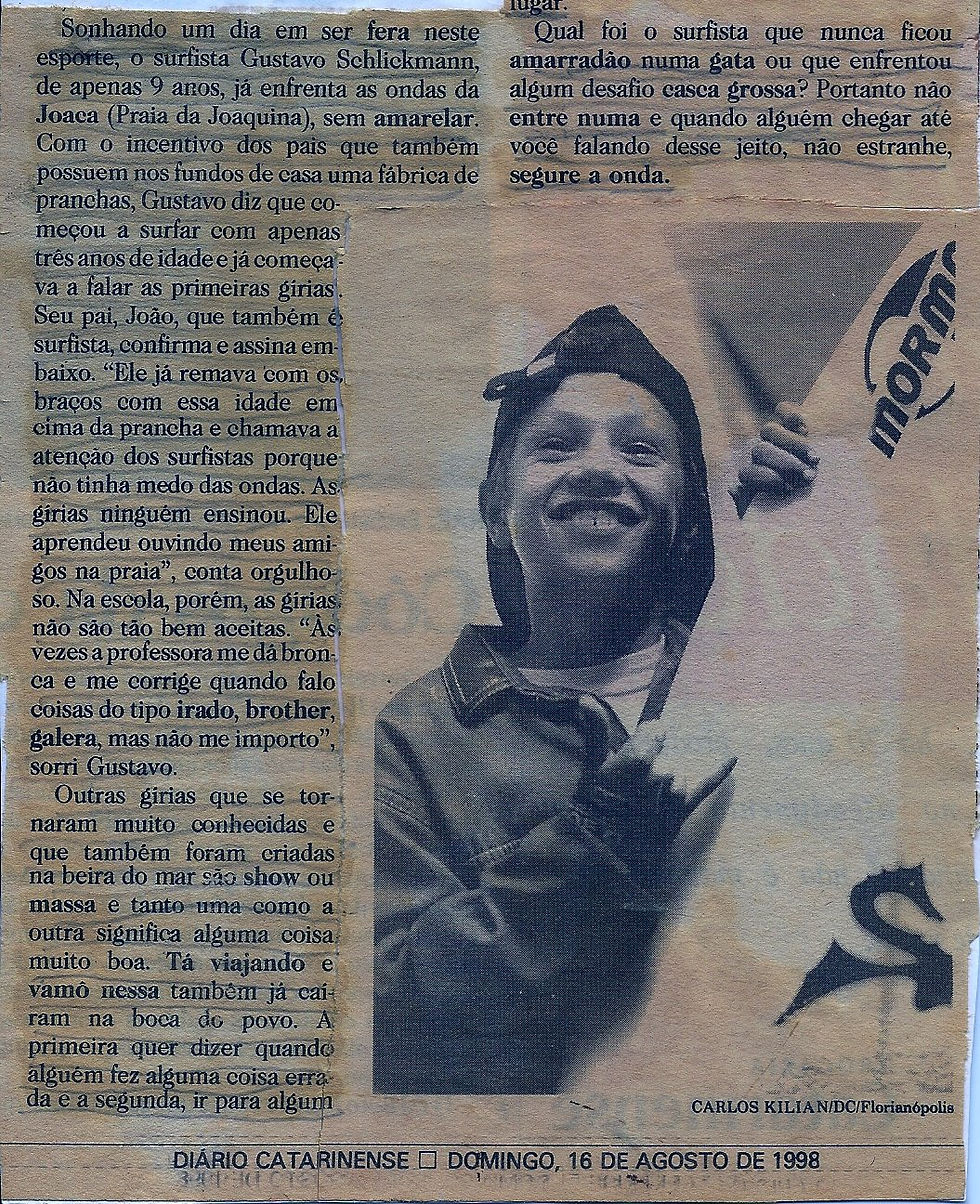 Sonhando um dia em ser fera neste
esporte, o surfista Gustavo Schlickmann,
de apenas 9 anos, já enfrenta as ondas da
Joaca (Praia da Joaquina), sem amarelar.
Com o incentivo dos pais que também
possuem nos fundos de casa uma fábrica de
pranchas, Gustavo diz que co-
meçou a surfar com apenas
três anos de idade e já começa-
va a falar as primeiras gírias.
Seu pai, João, que também é
surfista, confirma e assina em-
baixo. “Ele já remava com os
braços com essa idade em
cima da prancha e chamava a
atenção dos surfistas porque
não tinha medo das ondas. As
gírias ninguém ensinou. Ele
aprendeu ouvindo meus ami-
gos na praia”, conta orgulho-
so. Na escola, porém, as gírias
não são tão bem aceitas. “Às
vezes a professora me dá bron-
ca e me corrige quando falo
coisas do tipo irado, brother,
galera, mas não me importo”,
sorri Gustavo.
Outras gírias que se tor-
naram muito conhecidas e
que também foram criadas
na beira do mar são show ou
massa e tanto uma como a
outra significa alguma coisa
muito boa. Tá viajando e
vamô nessa também já caí-
ram na boca do povo. A
primeira quer dizer quando
alguém fez alguma coisa erra-
da e a segunda, ir para algum
lugar.
Qual foi o surfista que nunca ficou
amarradão numa gata ou que enfrentou
algum desafio casca grossa? Portanto não
entre numa e quando alguém chegar até
você falando desse jeito, não estranhe,
segure a onda.
CARLOS KILIAN/DC/Florianópolis
DIÁRIO CATARINENSE □ DOMINGO, 16 DE AGOSTO DE 1998